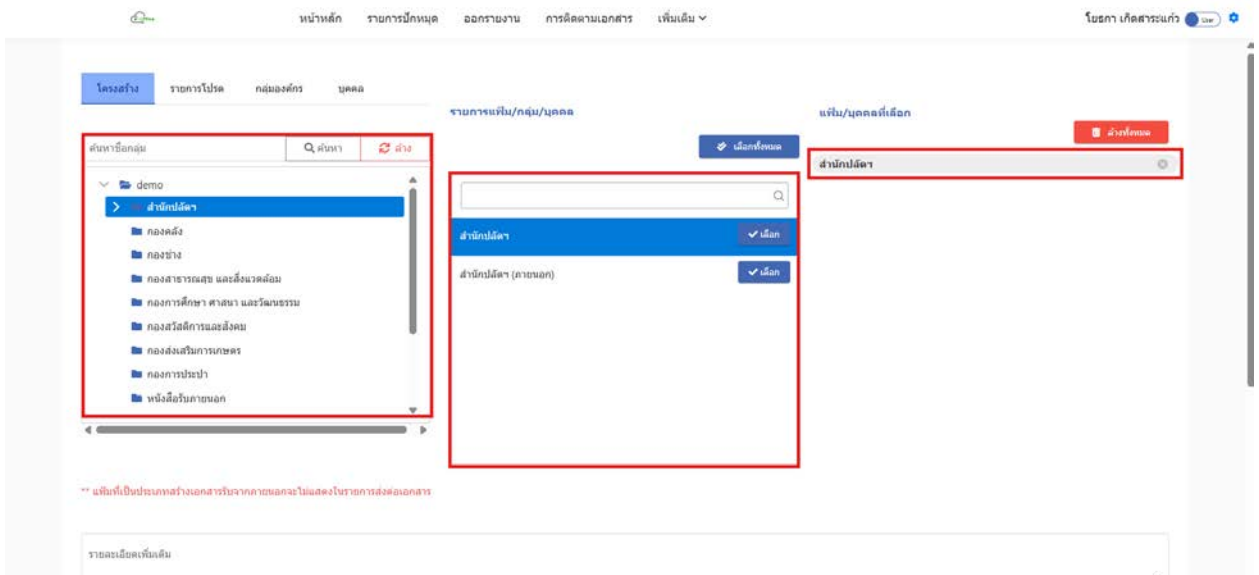 หน้าหลัก รายการปักหมุด ออกรายงาน การติดตามเอกสาร เพิ่มเติม
โยธกา เกิดสาระแก้ว User
โครงสร้าง รายการโปรด กลุ่มองค์กร บุคคล
รายการแฟ้ม/กลุ่ม/บุคคล
แฟ้ม/บุคคลที่เลือก
ค้นหาชื่อกลุ่ม ค้นหา ล้าง
เลือกทั้งหมด
ล้างทั้งหมด
สำนักปลัดฯ
demo
สำนักปลัดฯ
กองคลัง
กองช่าง
กองสาธารณสุข และสิ่งแวดล้อม
กองการศึกษา ศาสนา และวัฒนธรรม
กองสวัสดิการและสังคม
กองส่งเสริมการเกษตร
กองการประปา
หนังสือรับภายนอก
สำนักปลัดฯ เลือก
สำนักปลัดฯ (ภายนอก) เลือก
** แฟ้มที่เป็นประเภทสร้างเอกสารรับจากภายนอกจะไม่แสดงในรายการส่งต่อเอกสาร
รายละเอียดเพิ่มเติม